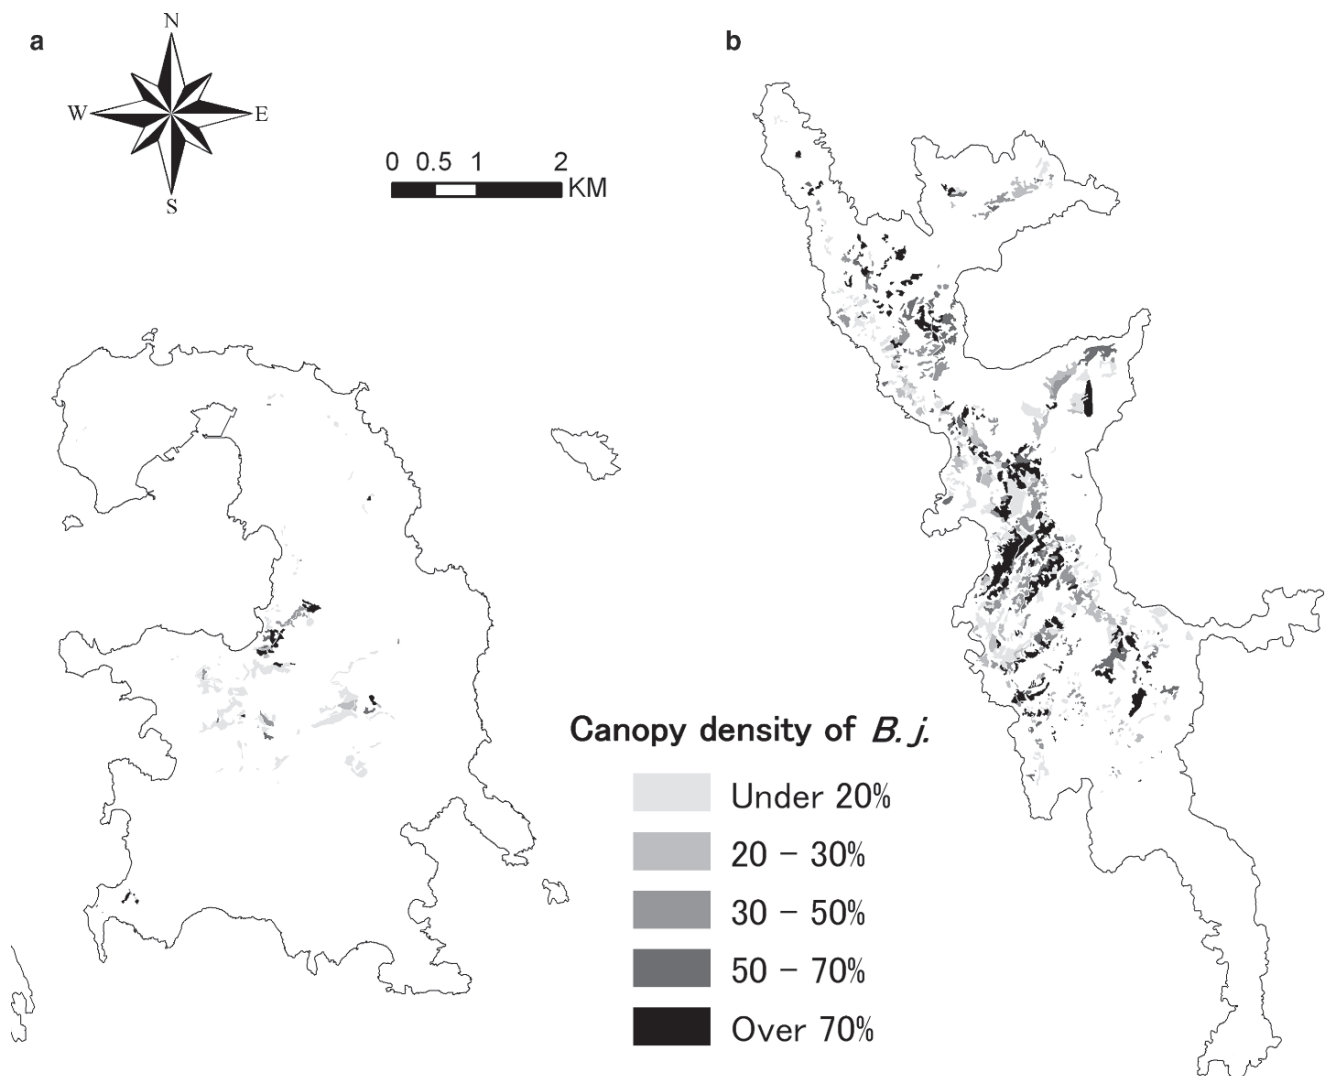 a
b
N
W E
S
0 0.5 1 2
KM
Canopy density of B. j.
Under 20%
20 - 30%
30 - 50%
50 - 70%
Over 70%